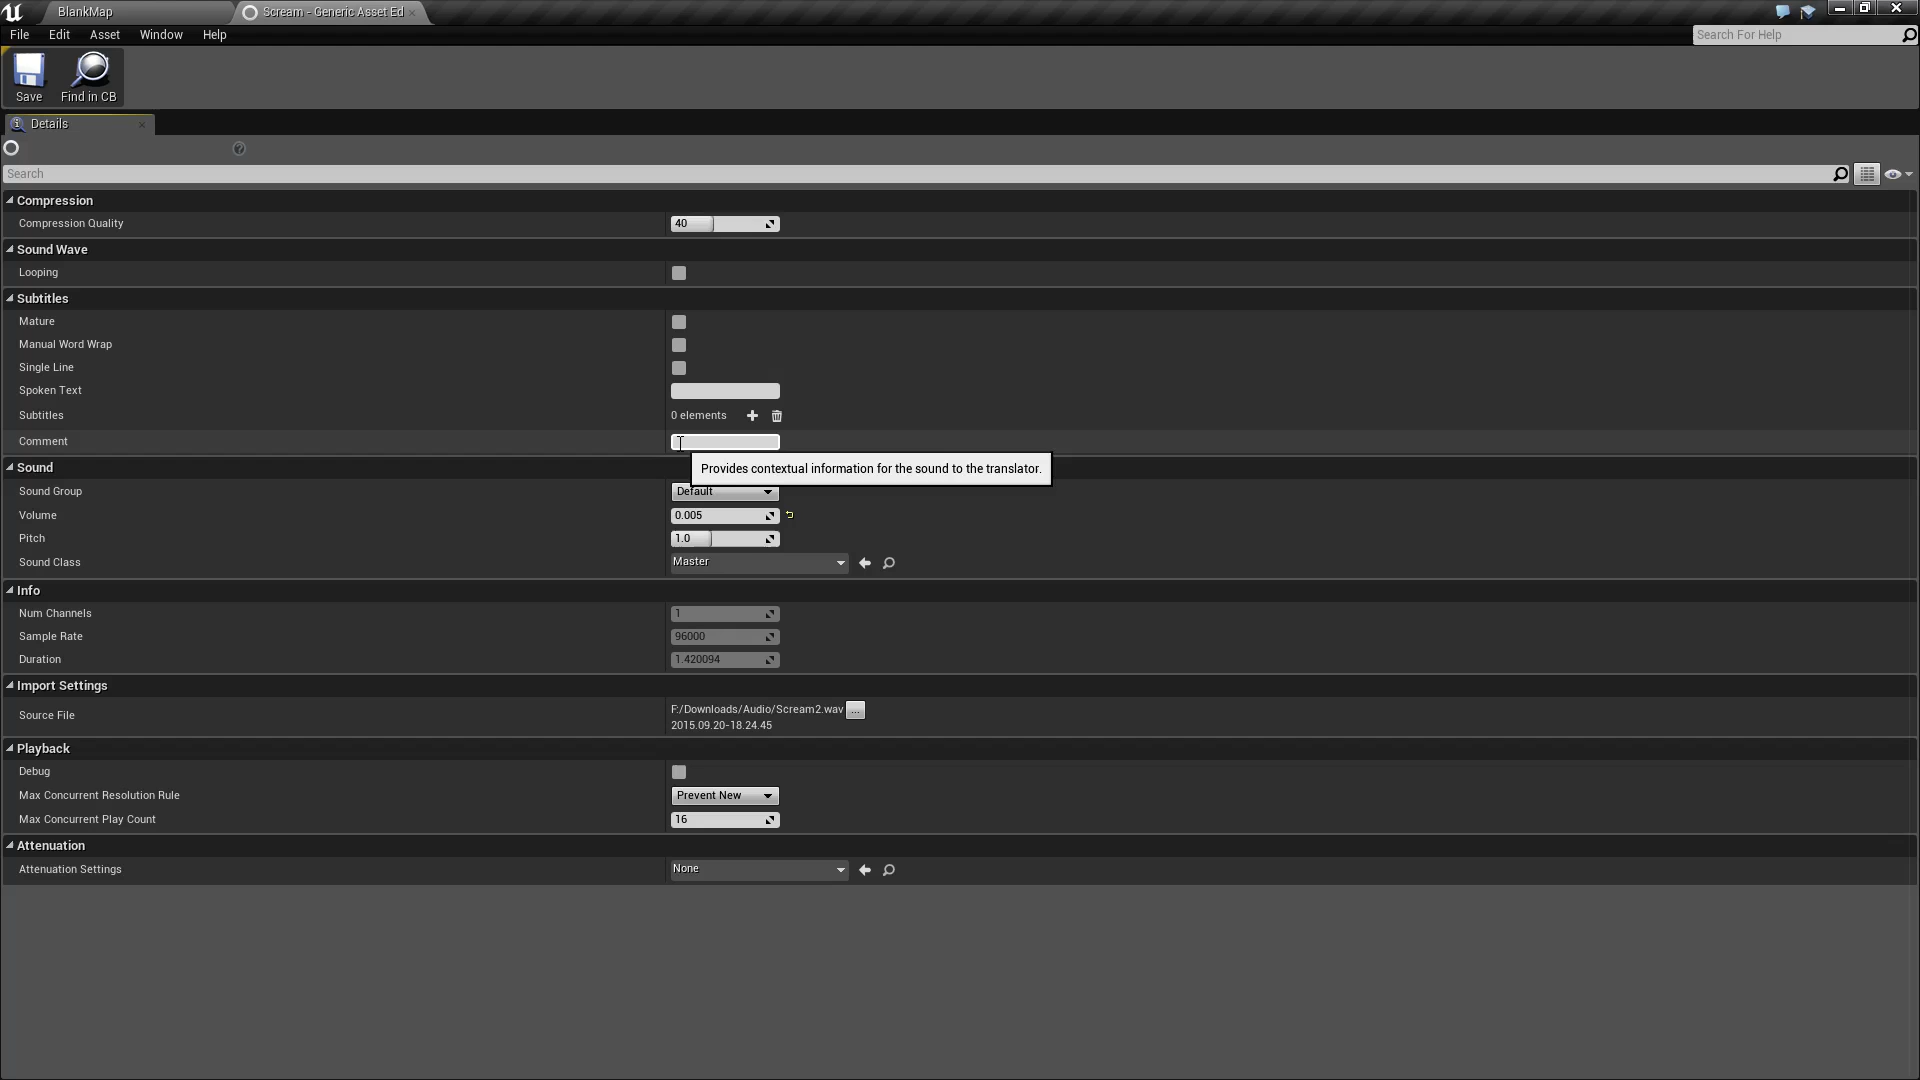 BlankMap
Scream - Generic Asset Ed
File Edit Asset Window Help
Search For Help
Save Find in CB
Details
Search
Compression
Compression Quality 40
Sound Wave
Looping
Subtitles
Mature
Manual Word Wrap
Single Line
Spoken Text
Subtitles 0 elements
Comment
Provides contextual information for the sound to the translator.
Sound
Sound Group Default
Volume 0.005
Pitch 1.0
Sound Class Master
Info
Num Channels 1
Sample Rate 96000
Duration 1.420094
Import Settings
Source File F:/Downloads/Audio/Scream2.wav ...
2015.09.20-18.24.45
Playback
Debug
Max Concurrent Resolution Rule Prevent New
Max Concurrent Play Count 16
Attenuation
Attenuation Settings None